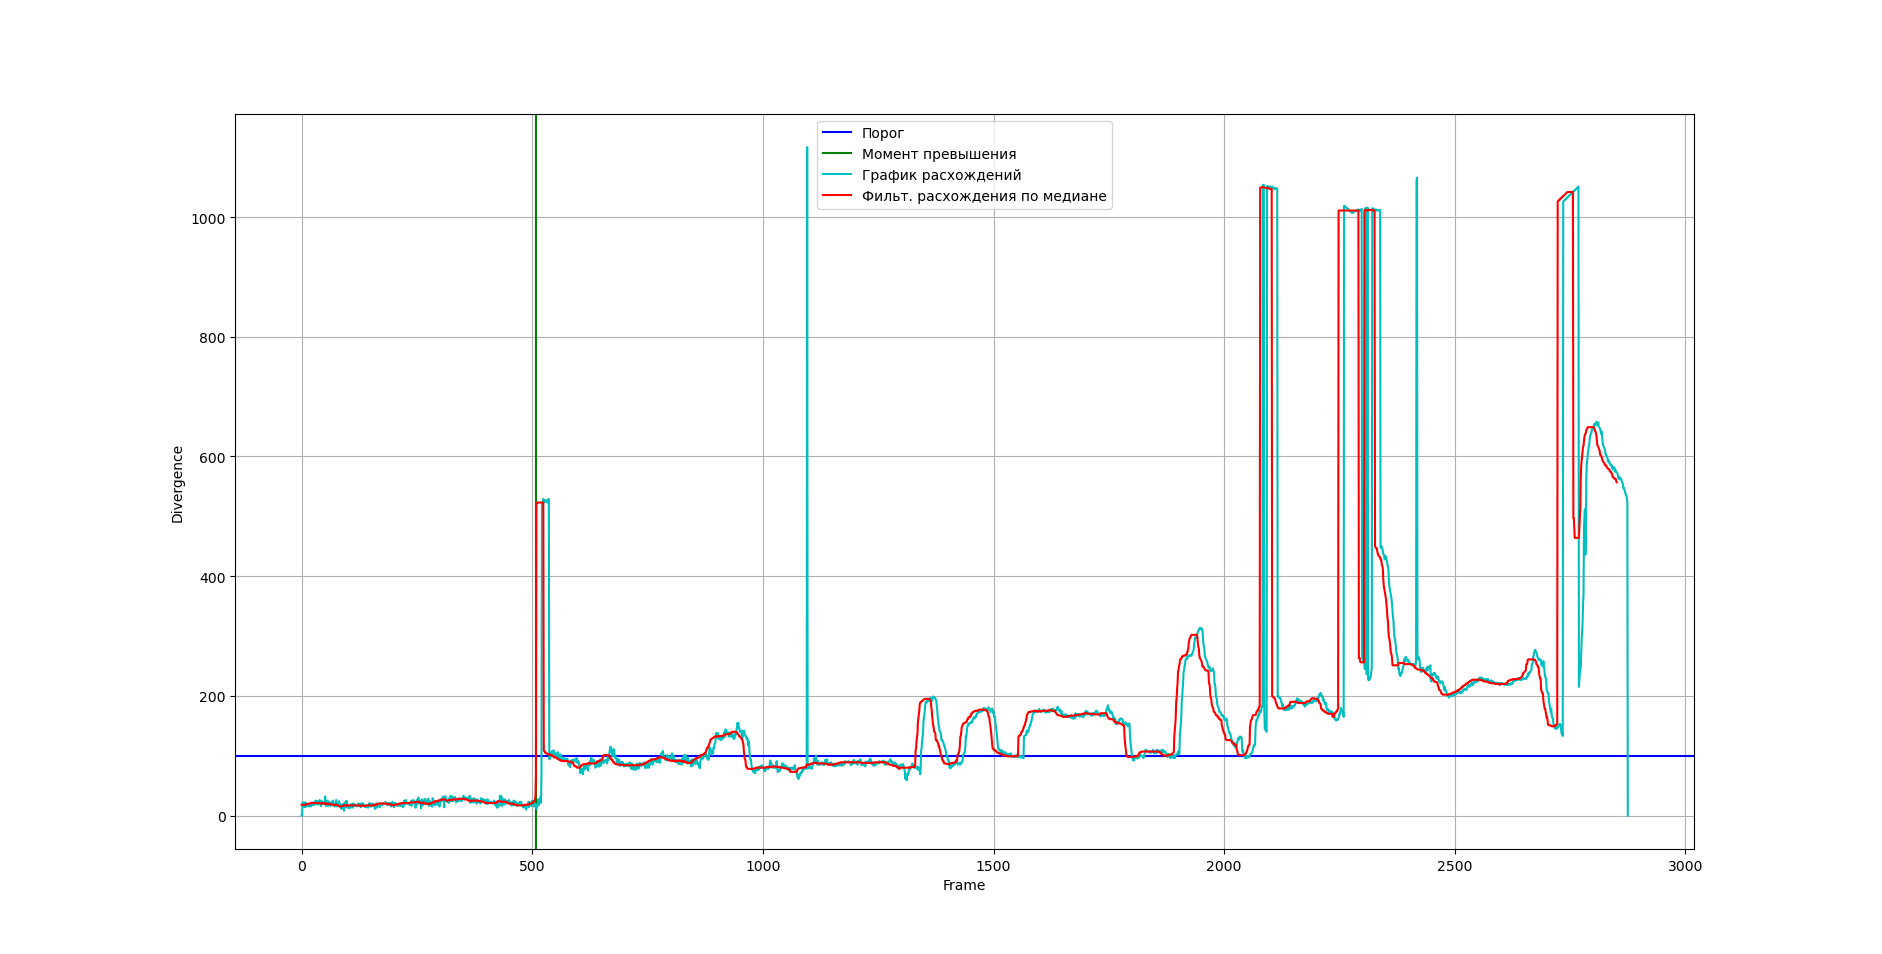 Порог
Момент превышения
График расхождений
Фильт. расхождения по медиане
1000
800
600
400
200
0
Divergence
0 500 1000 1500 2000 2500 3000
Frame